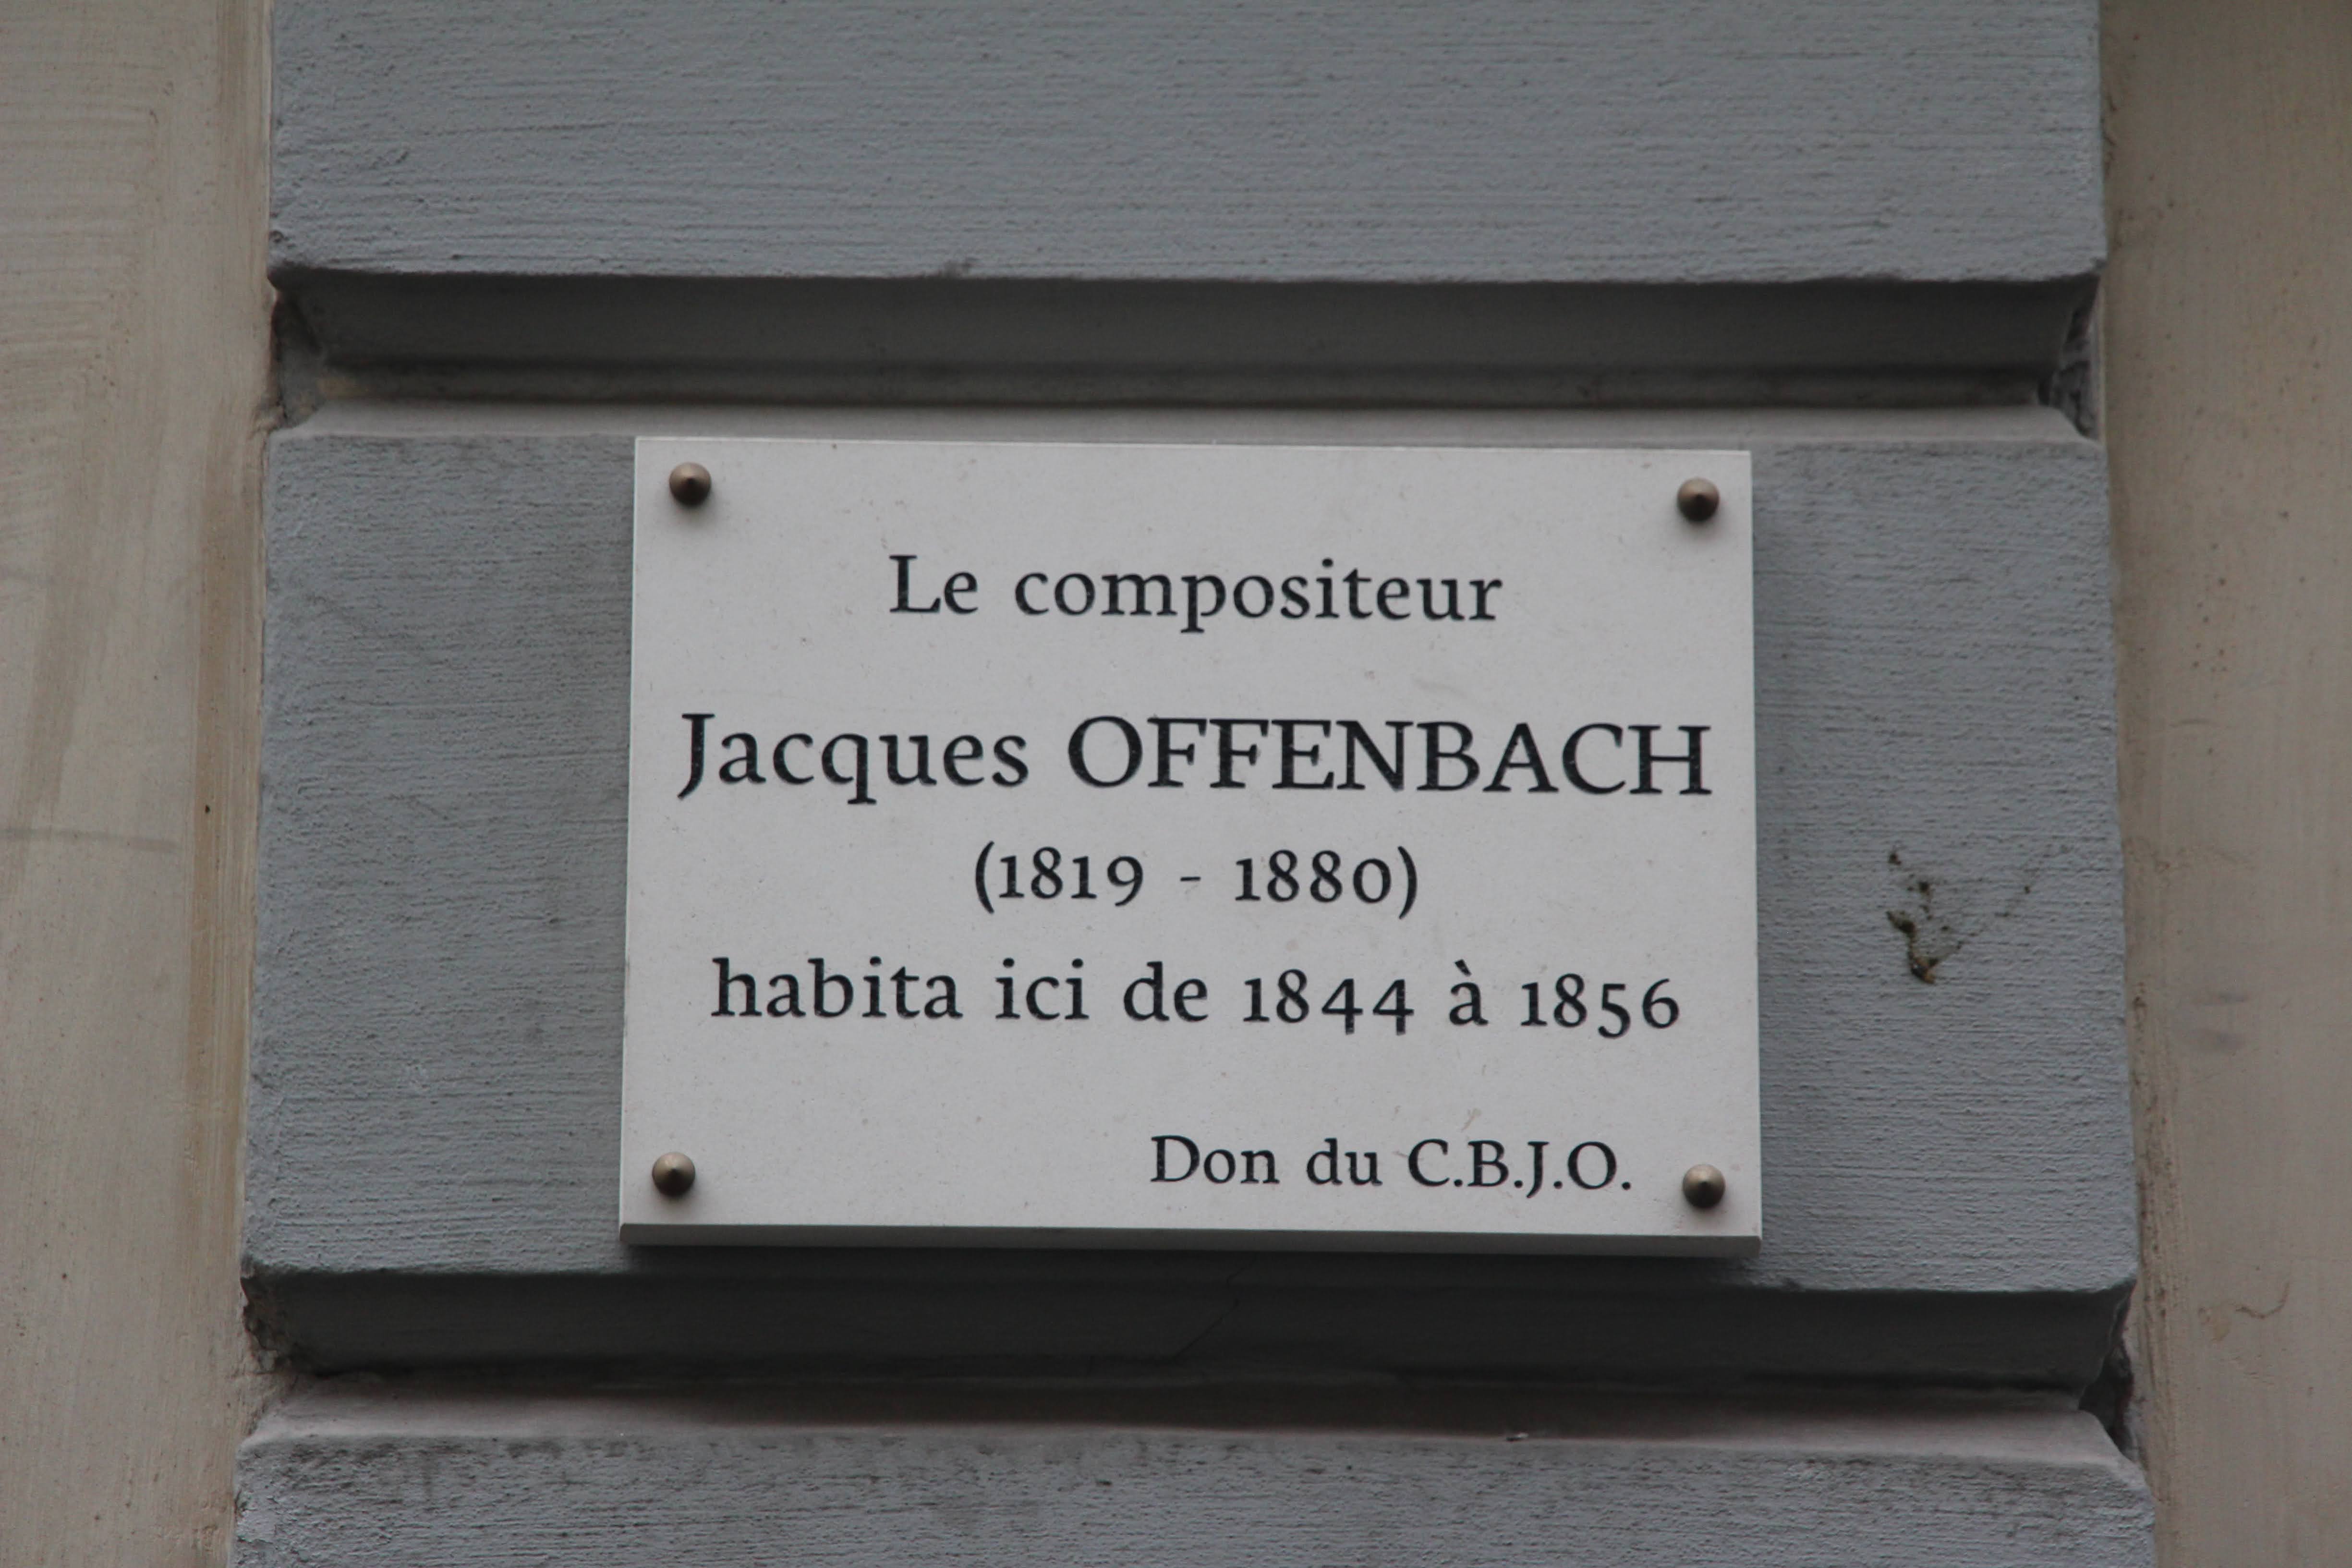 Le compositeur
Jacques OFFENBACH
(1819 - 1880)
habita ici de 1844 à 1856
Don du C.B.J.O.